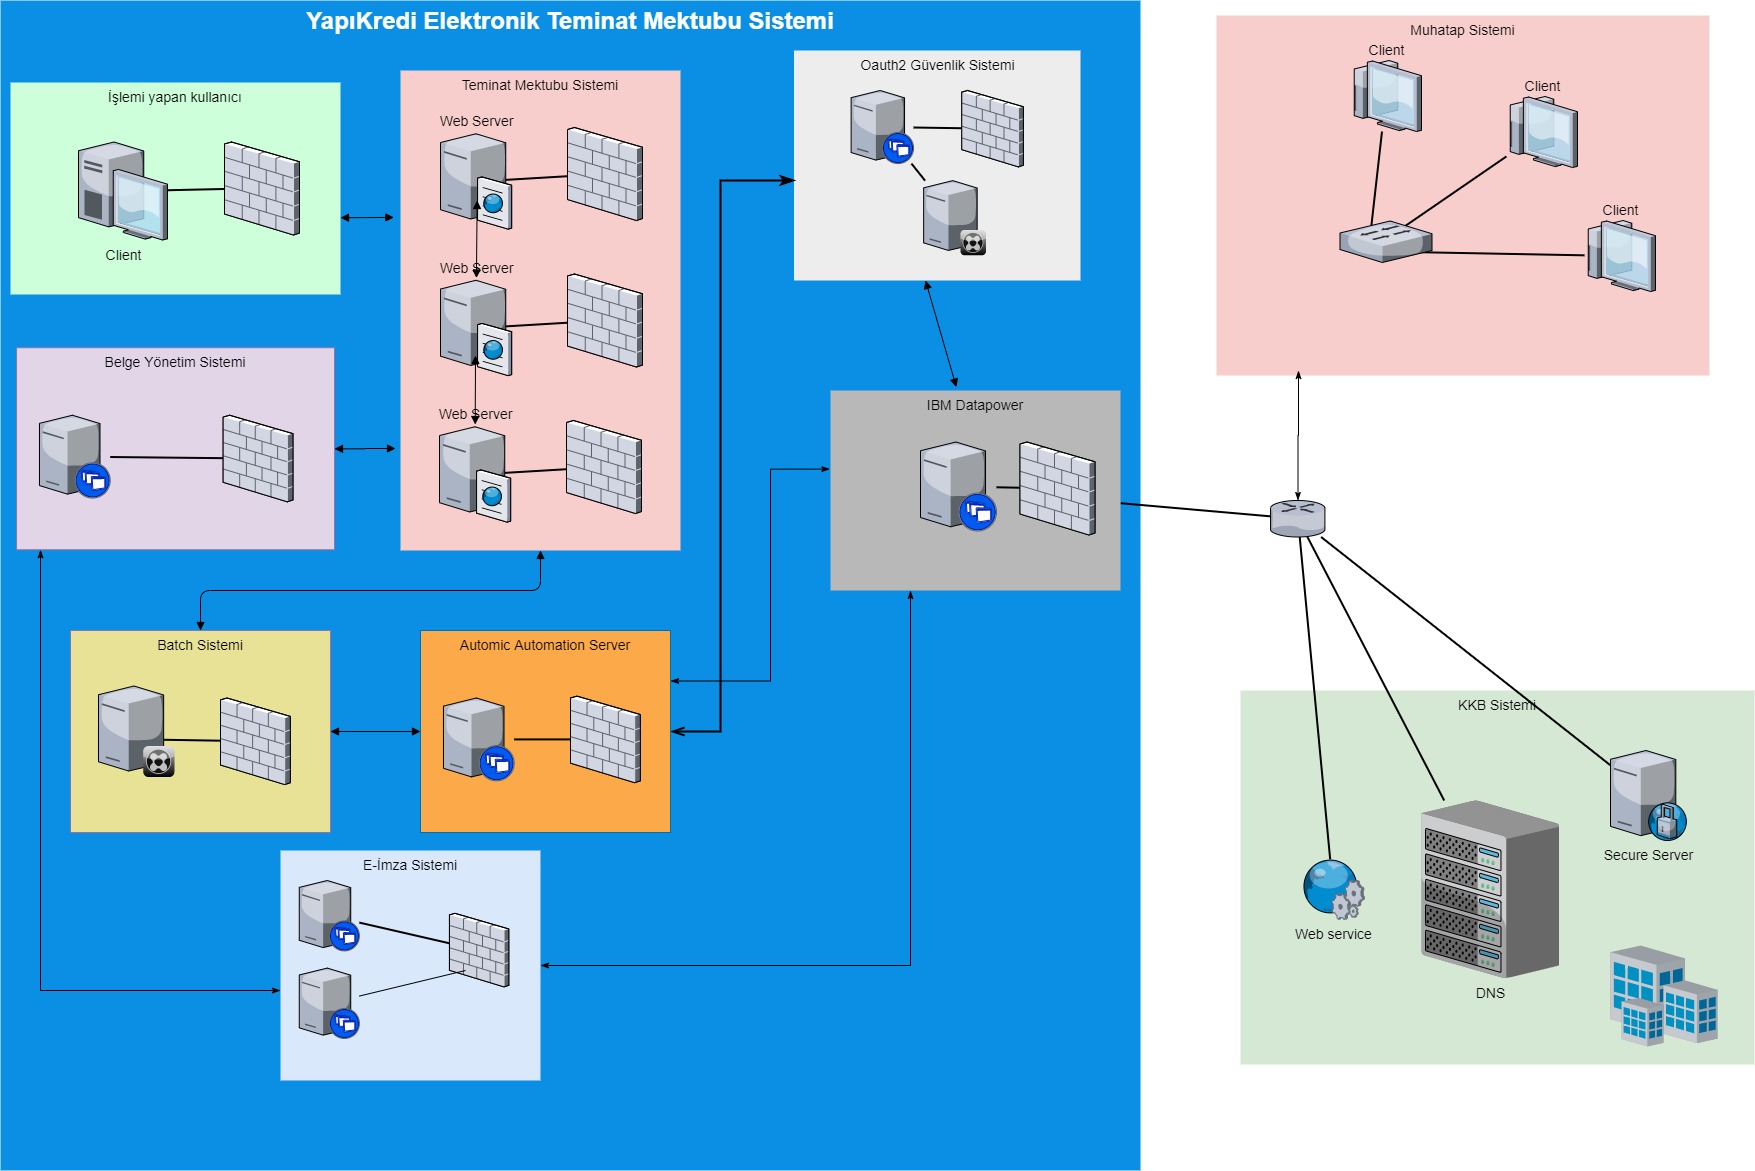 YapıKredi Elektronik Teminat Mektubu Sistemi
İşlemi yapan kullanıcı
Client
Teminat Mektubu Sistemi
Web Server
Web Server
Web Server
Oauth2 Güvenlik Sistemi
Muhatap Sistemi
Client
Client
Client
Belge Yönetim Sistemi
IBM Datapower
Batch Sistemi
Automic Automation Server
E-İmza Sistemi
KKB Sistemi
Secure Server
Web service
DNS